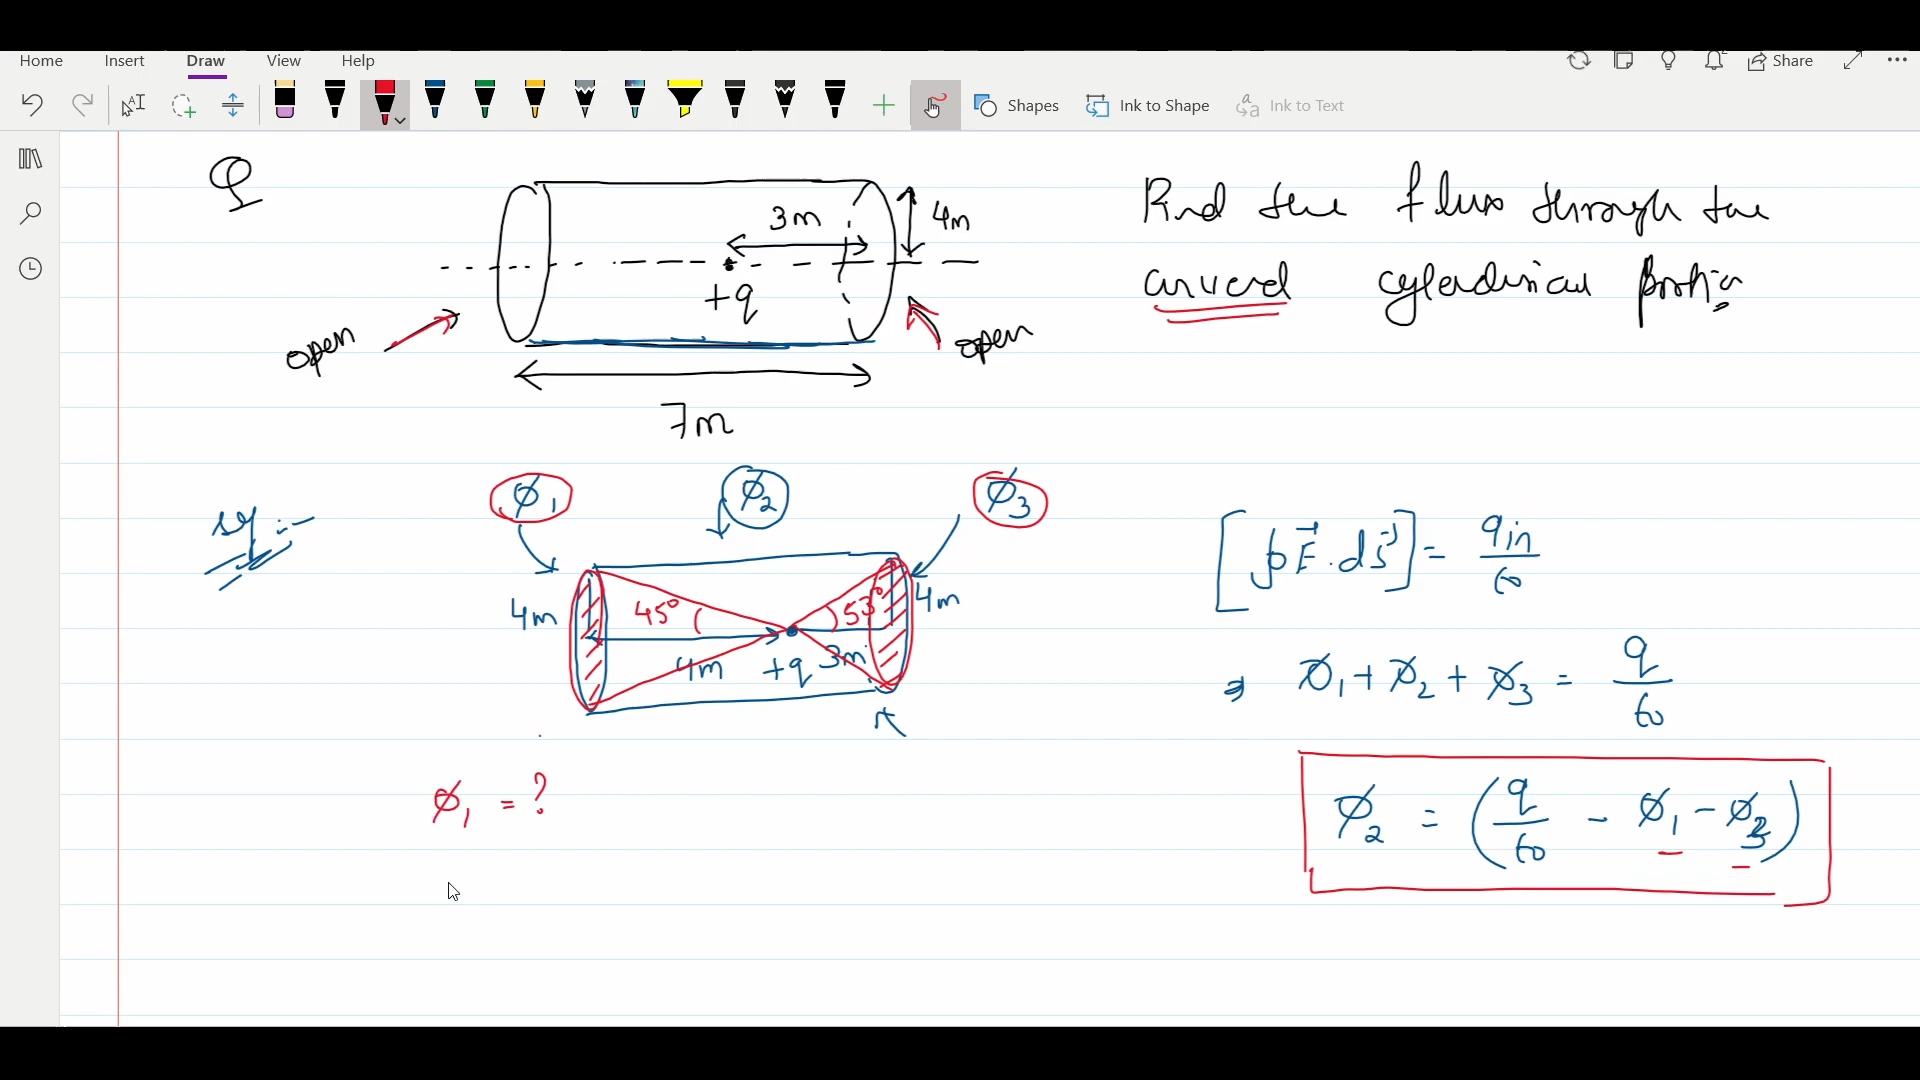 Home Insert Draw View Help Share
Shapes Ink to Shape Ink to Text
Q
3m 4m
+q
open open
7m
Find the flux through the
curved cylindrical portion
Sol :-
ϕ₁ ϕ₂ ϕ₃
4m 45° 53° 4m
4m +q 3m
[∮E⃗.ds⃗] = qin/ε₀
⇒ ϕ₁ + ϕ₂ + ϕ₃ = q/ε₀
ϕ₂ = (q/ε₀ - ϕ₁ - ϕ₃)
ϕ₁ = ?